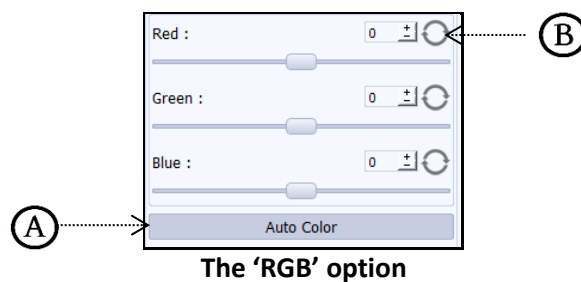 Red : 0 + - B
Green : 0 + -
Blue : 0 + -
A Auto Color
The ‘RGB’ option